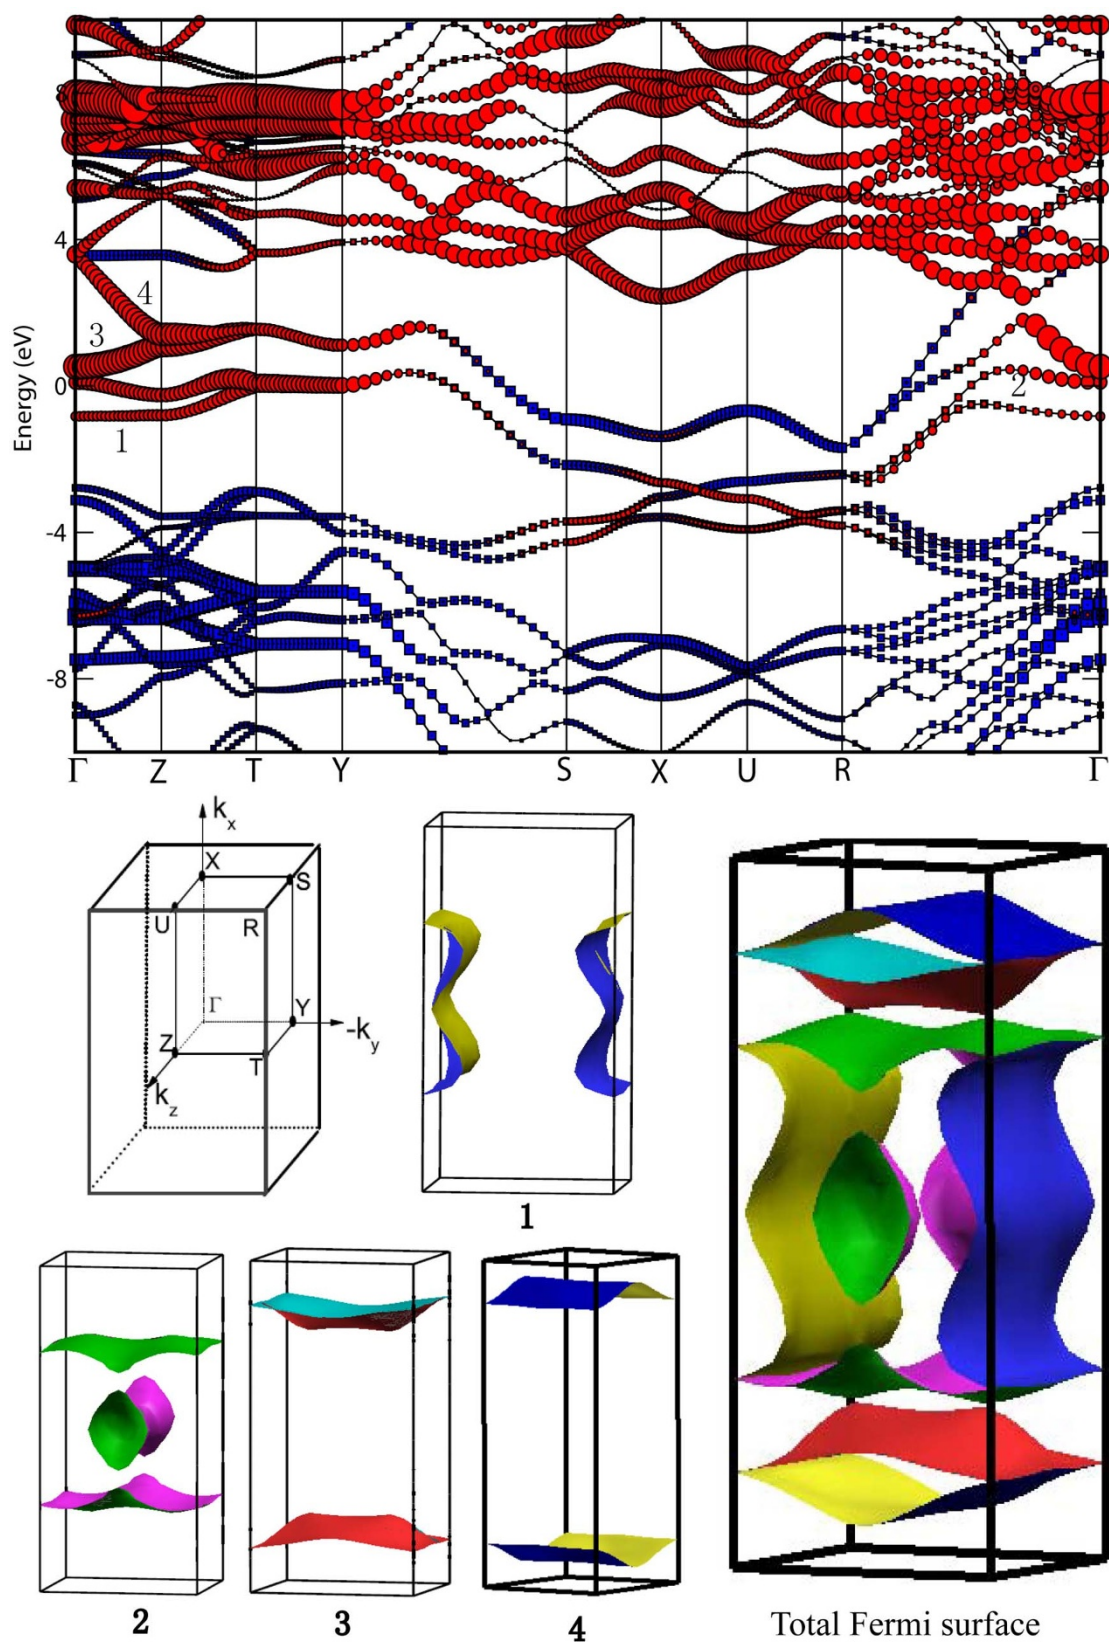 4
4
3
Energy (eV)
0
2
1
-4
-8
Γ Z T Y S X U R Γ
k x
X
S
U R
Γ
Y
-k y
Z
T
k z
1
2 3 4
Total Fermi surface